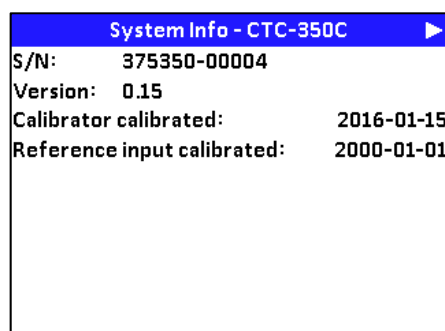 System Info - CTC-350C
S/N: 375350-00004
Version: 0.15
Calibrator calibrated: 2016-01-15
Reference input calibrated: 2000-01-01